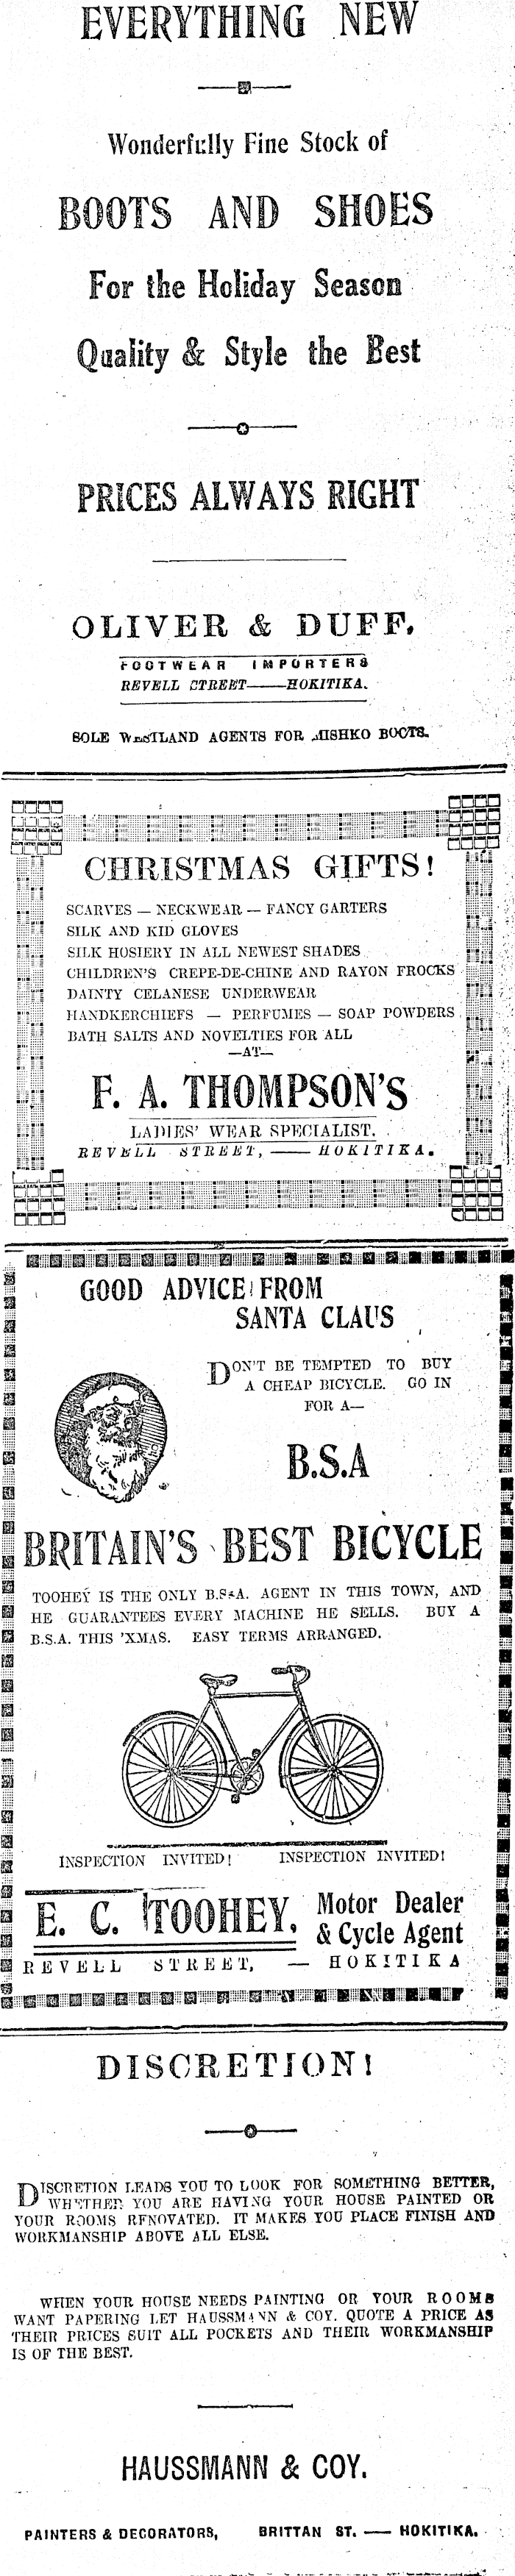 EVERYTHING NEW
Wonderfully Fine Stock of
BOOTS AND SHOES
For the Holiday Season
Quality & Style the Best
PRICES ALWAYS RIGHT
OLIVER & DUFF,
FOOTWEAR IMPORTERS
REVELL STREET——HOKITIKA.
SOLE WESTLAND AGENTS FOR BOOTS.
CHRISTMAS GIFTS!
SCARVES — NECKWEAR — FANCY GARTERS
SILK AND KID GLOVES
SILK HOSIERY IN ALL NEWEST SHADES
CHILDREN'S CREPE-DE-CHINE AND RAYON FROCKS
DAINTY CELANESE UNDERWEAR
HANDKERCHIEFS — PERFUMES — SOAP POWDERS
BATH SALTS AND NOVELTIES FOR ALL
—AT—
F. A. THOMPSON'S
LADIES' WEAR SPECIALIST.
REVELL STREET, —— HOKITIKA.
GOOD ADVICE FROM
SANTA CLAUS
DON'T BE TEMPTED TO BUY
A CHEAP BICYCLE. GO IN
FOR A—
B.S.A
BRITAIN'S BEST BICYCLE
TOOHEY IS THE ONLY B.S.A. AGENT IN THIS TOWN, AND
HE GUARANTEES EVERY MACHINE HE SELLS. BUY A
B.S.A. THIS 'XMAS. EASY TERMS ARRANGED.
INSPECTION INVITED! INSPECTION INVITED!
E. C. TOOHEY, Motor Dealer
& Cycle Agent
REVELL STREET, — HOKITIKA
DISCRETION!
DISCRETION LEADS YOU TO LOOK FOR SOMETHING BETTER,
WHETHER YOU ARE HAVING YOUR HOUSE PAINTED OR
YOUR ROOMS RENOVATED. IT MAKES YOU PLACE FINISH AND
WORKMANSHIP ABOVE ALL ELSE.
WHEN YOUR HOUSE NEEDS PAINTING OR YOUR ROOMS
WANT PAPERING LET HAUSSMANN & COY. QUOTE A PRICE AS
THEIR PRICES SUIT ALL POCKETS AND THEIR WORKMANSHIP
IS OF THE BEST.
HAUSSMANN & COY.
PAINTERS & DECORATORS, BRITTAN ST. —— HOKITIKA.